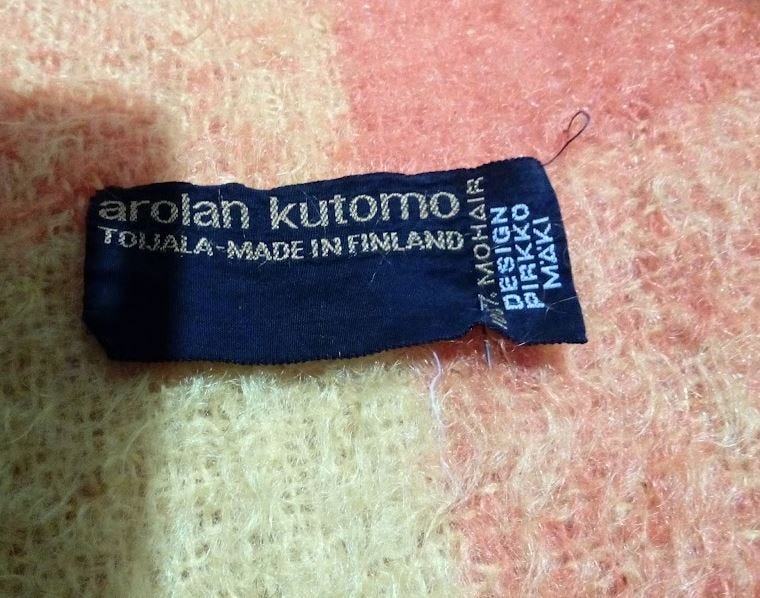 arolan kutomo
TOIJALA-MADE IN FINLAND
MOHAIR
DESIGN
PIRKKO
MÄKI